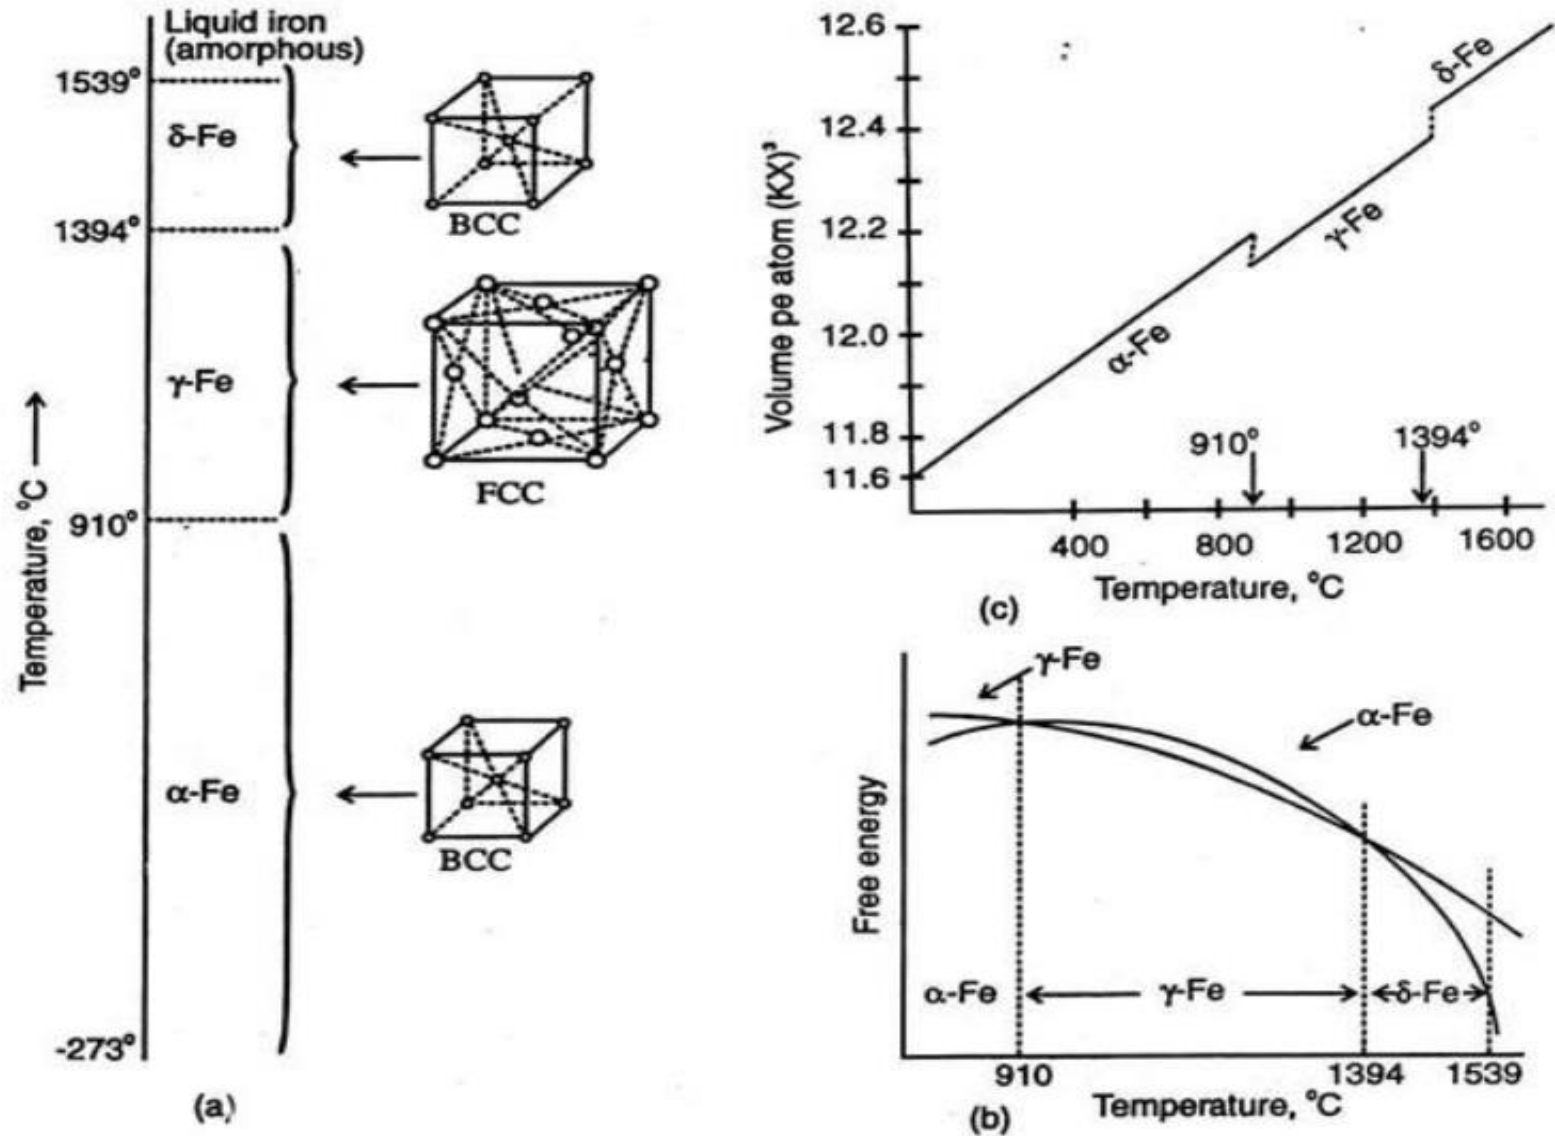 Liquid iron
(amorphous)
1539°
δ-Fe
BCC
1394°
γ-Fe
FCC
910°
α-Fe
BCC
-273°
Temperature, °C
(a)
12.6
12.4
12.2
12.0
11.8
11.6
Volume pe atom (KX)³
α-Fe
γ-Fe
δ-Fe
910°
1394°
400 800 1200 1600
Temperature, °C
(c)
γ-Fe
α-Fe
Free energy
α-Fe γ-Fe δ-Fe
910 1394 1539
Temperature, °C
(b)